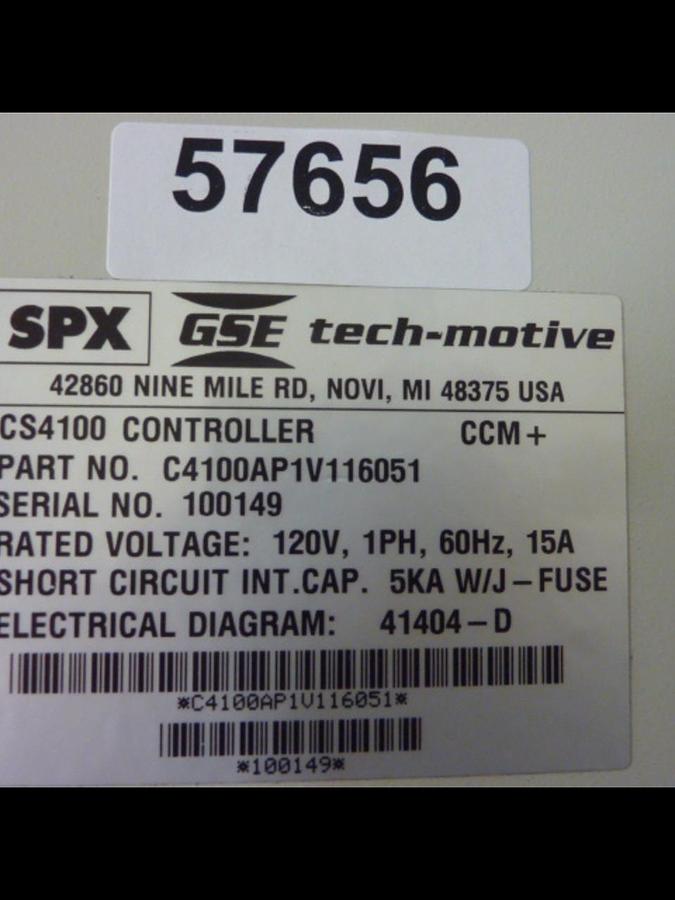 57656
SPX GSE tech-motive
42860 NINE MILE RD, NOVI, MI 48375 USA
CS4100 CONTROLLER CCM+
PART NO. C4100AP1V116051
SERIAL NO. 100149
RATED VOLTAGE: 120V, 1PH, 60Hz, 15A
SHORT CIRCUIT INT.CAP. 5KA W/J-FUSE
ELECTRICAL DIAGRAM: 41404-D
*C4100AP1V116051*
*100149*